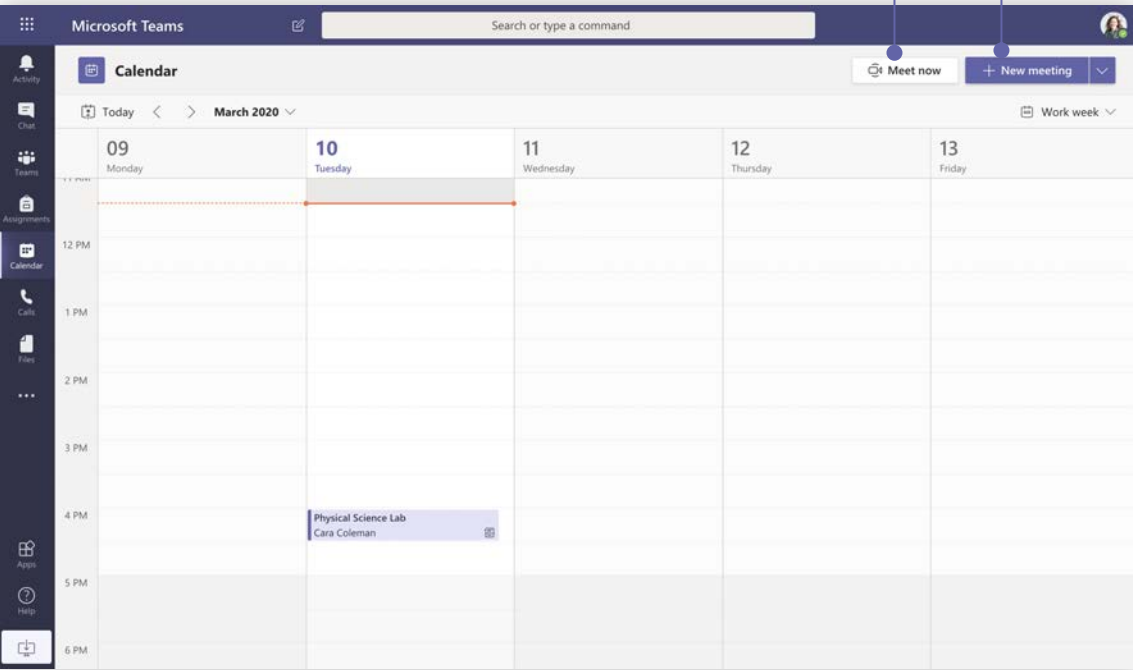 Microsoft Teams
Search or type a command
Activity
Calendar
Meet now
New meeting
Chat
Today
March 2020
Work week
Teams
09
Monday
10
Tuesday
11
Wednesday
12
Thursday
13
Friday
11 AM
Assignments
12 PM
Calendar
Calls
1 PM
Files
2 PM
3 PM
4 PM
Physical Science Lab
Cara Coleman
Apps
5 PM
Help
6 PM